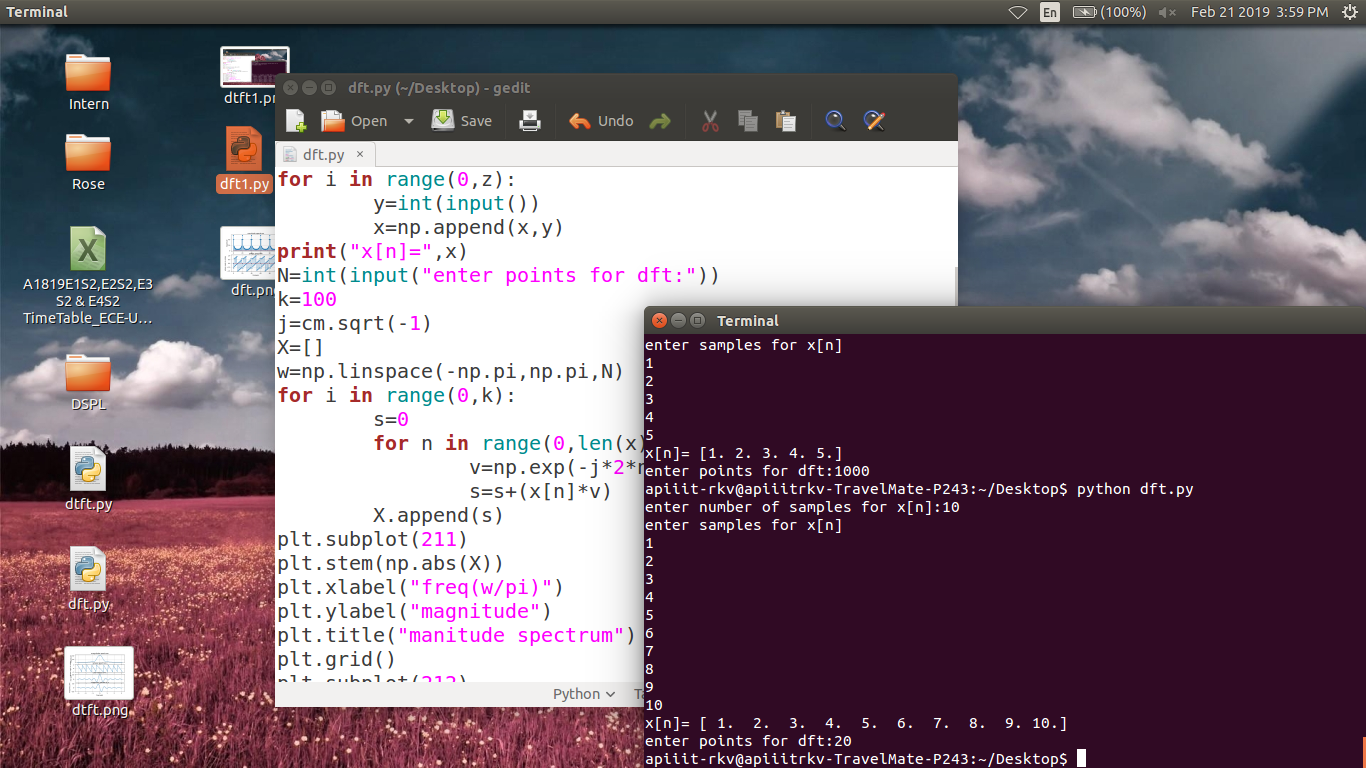 Terminal
En
(100%)
Feb 21 2019 3:59 PM
Intern
Rose
A1819E1S2,E2S2,E3
S2 & E4S2
TimeTable_ECE-U...
DSPL
dtft.py
dft.py
dtft.png
dtft1.pn
dft1.py
dft.png
dft.py (~/Desktop) - gedit
Open
Save
Undo
dft.py ×
for i in range(0,z):
        y=int(input())
        x=np.append(x,y)
print("x[n]=",x)
N=int(input("enter points for dft:"))
k=100
j=cm.sqrt(-1)
X=[]
w=np.linspace(-np.pi,np.pi,N)
for i in range(0,k):
        s=0
        for n in range(0,len(x)
                v=np.exp(-j*2*
                s=s+(x[n]*v)
        X.append(s)
plt.subplot(211)
plt.stem(np.abs(X))
plt.xlabel("freq(w/pi)")
plt.ylabel("magnitude")
plt.title("manitude spectrum")
plt.grid()
plt.subplot(212)
Python
Terminal
enter samples for x[n]
1
2
3
4
5
x[n]= [1. 2. 3. 4. 5.]
enter points for dft:1000
apiiit-rkv@apiiitrkv-TravelMate-P243:~/Desktop$ python dft.py
enter number of samples for x[n]:10
enter samples for x[n]
1
2
3
4
5
6
7
8
9
10
x[n]= [ 1.  2.  3.  4.  5.  6.  7.  8.  9. 10.]
enter points for dft:20
apiiit-rkv@apiiitrkv-TravelMate-P243:~/Desktop$